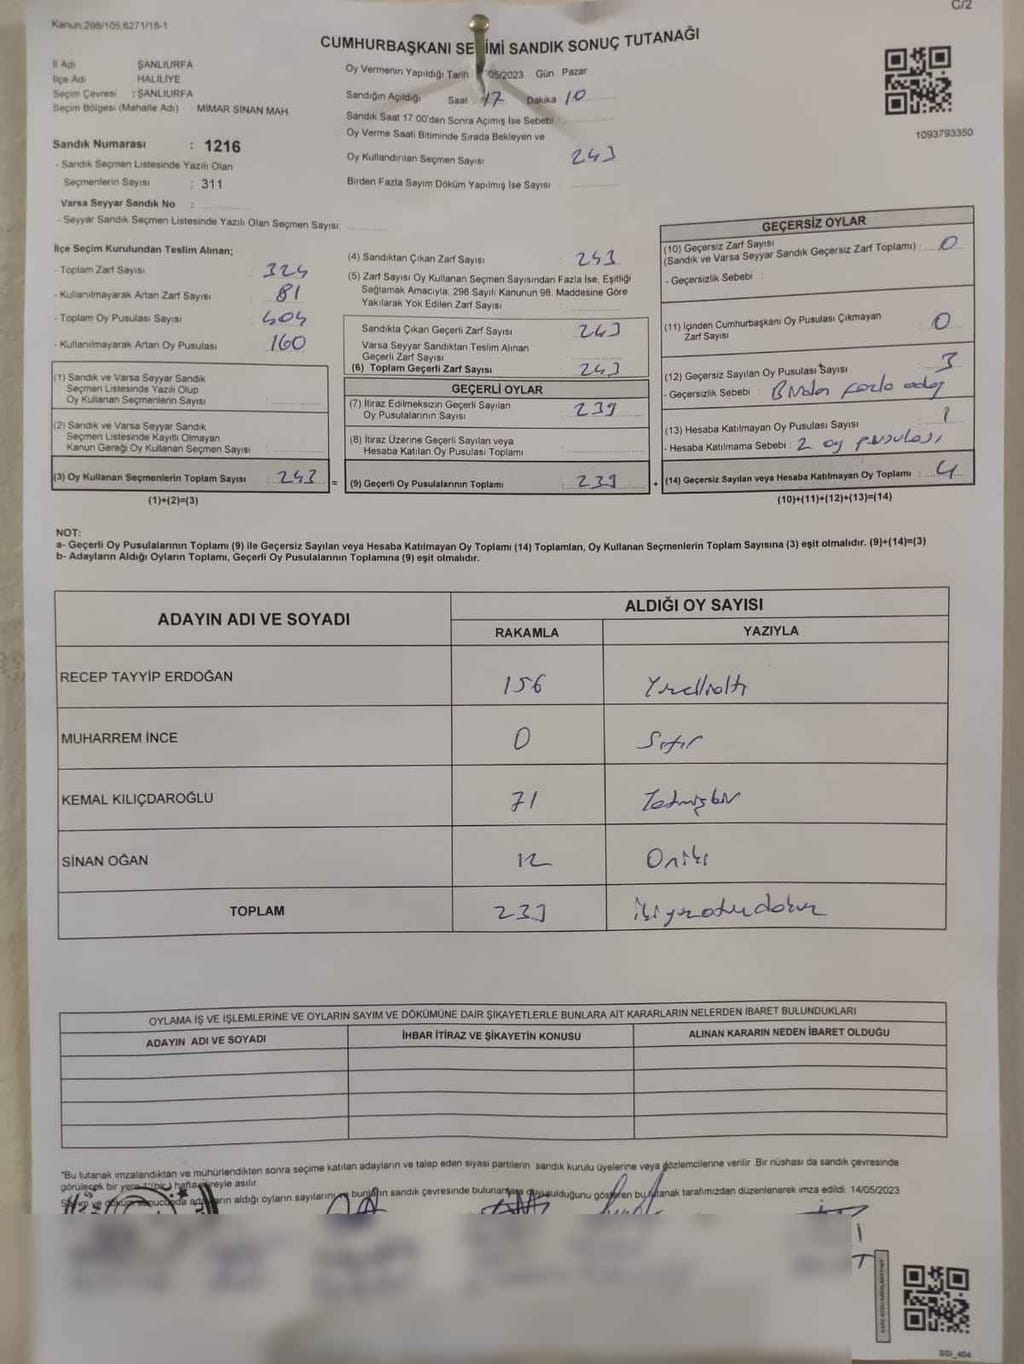 Kanun:298/105,6271/18-1
C/2
CUMHURBAŞKANI SEÇİMİ SANDIK SONUÇ TUTANAĞI
İl Adı ŞANLIURFA
İlçe Adı HALİLİYE
Seçim Çevresi : ŞANLIURFA
Seçim Bölgesi (Mahalle Adı) : MİMAR SİNAN MAH.
Sandık Numarası : 1216
- Sandık Seçmen Listesinde Yazılı Olan
Seçmenlerin Sayısı : 311
Varsa Seyyar Sandık No :
- Seyyar Sandık Seçmen Listesinde Yazılı Olan Seçmen Sayısı:
Oy Vermenin Yapıldığı Tarih /05/2023 Gün : Pazar
Sandığın Açıldığı Saat : 17 Dakika 10
Sandık Saat 17.00'den Sonra Açımış İse Sebebi
Oy Verme Saati Bitiminde Sırada Bekleyen ve
Oy Kullandırılan Seçmen Sayısı 243
Birden Fazla Sayım Döküm Yapılmış İse Sayısı
1093793350
İlçe Seçim Kurulundan Teslim Alınan;
- Toplam Zarf Sayısı 324
- Kullanılmayarak Artan Zarf Sayısı 81
- Toplam Oy Pusulası Sayısı 404
- Kullanılmayarak Artan Oy Pusulası 160
(1) Sandık ve Varsa Seyyar Sandık
Seçmen Listesinde Yazılı Olup
Oy Kullanan Seçmenlerin Sayısı
(2) Sandık ve Varsa Seyyar Sandık
Seçmen Listesinde Kayıtlı Olmayan
Kanun Gereği Oy Kullanan Seçmen Sayısı
(3) Oy Kullanan Seçmenlerin Toplam Sayısı : 243 =
(1)+(2)=(3)
(4) Sandıktan Çıkan Zarf Sayısı 243
(5) Zarf Sayısı Oy Kullanan Seçmen Sayısından Fazla İse, Eşitliği
Sağlamak Amacıyla; 298 Sayılı Kanunun 98. Maddesine Göre
Yakılarak Yok Edilen Zarf Sayısı
Sandıkta Çıkan Geçerli Zarf Sayısı 243
Varsa Seyyar Sandıktan Teslim Alınan
Geçerli Zarf Sayısı
(6) Toplam Geçerli Zarf Sayısı 243
GEÇERLİ OYLAR
(7) İtiraz Edilmeksizin Geçerli Sayılan
Oy Pusulalarının Sayısı 239
(8) İtiraz Üzerine Geçerli Sayılan veya
Hesaba Katılan Oy Pusulası Toplamı
(9) Geçerli Oy Pusulalarının Toplamı 239 +
GEÇERSİZ OYLAR
(10) Geçersiz Zarf Sayısı
(Sandık ve Varsa Seyyar Sandık Geçersiz Zarf Toplamı) : 0
- Geçersizlik Sebebi :
(11) İçinden Cumhurbaşkanı Oy Pusulası Çıkmayan
Zarf Sayısı 0
(12) Geçersiz Sayılan Oy Pusulası Sayısı 3
- Geçersizlik Sebebi : Birden fazla aday
(13) Hesaba Katılmayan Oy Pusulası Sayısı 1
- Hesaba Katılmama Sebebi : 2 oy pusulası
(14) Geçersiz Sayılan veya Hesaba Katılmayan Oy Toplamı : 4
(10)+(11)+(12)+(13)=(14)
NOT:
a- Geçerli Oy Pusulalarının Toplamı (9) ile Geçersiz Sayılan veya Hesaba Katılmayan Oy Toplamı (14) Toplamları, Oy Kullanan Seçmenlerin Toplam Sayısına (3) eşit olmalıdır. (9)+(14)=(3)
b- Adayların Aldığı Oyların Toplamı, Geçerli Oy Pusulalarının Toplamına (9) eşit olmalıdır.
ADAYIN ADI VE SOYADI
ALDIĞI OY SAYISI
RAKAMLA YAZIYLA
RECEP TAYYİP ERDOĞAN 156 Yüzellialtı
MUHARREM İNCE 0 Sıfır
KEMAL KILIÇDAROĞLU 71 Yetmişbir
SİNAN OĞAN 12 Oniki
TOPLAM 239 ikiyüzotuzdokuz
OYLAMA İŞ VE İŞLEMLERİNE VE OYLARIN SAYIM VE DÖKÜMÜNE DAİR ŞİKAYETLERLE BUNLARA AİT KARARLARIN NELERDEN İBARET BULUNDUKLARI
ADAYIN ADI VE SOYADI İHBAR İTİRAZ VE ŞİKAYETİN KONUSU ALINAN KARARIN NEDEN İBARET OLDUĞU
"Bu tutanak imzalandıktan ve mühürlendikten sonra seçime katılan adayların ve talep eden siyasi partilerin sandık kurulu üyelerine veya gözlemcilerine verilir. Bir nüshası da sandık çevresinde
görülecek bir yere 1 (bir) hafta süreyle asılır.
aldığı oyların sayılarını ve bunların sandık çevresinde olduğunu gösteren bu tutanak tarafımızdan düzenlenerek imza edildi. 14/05/2023